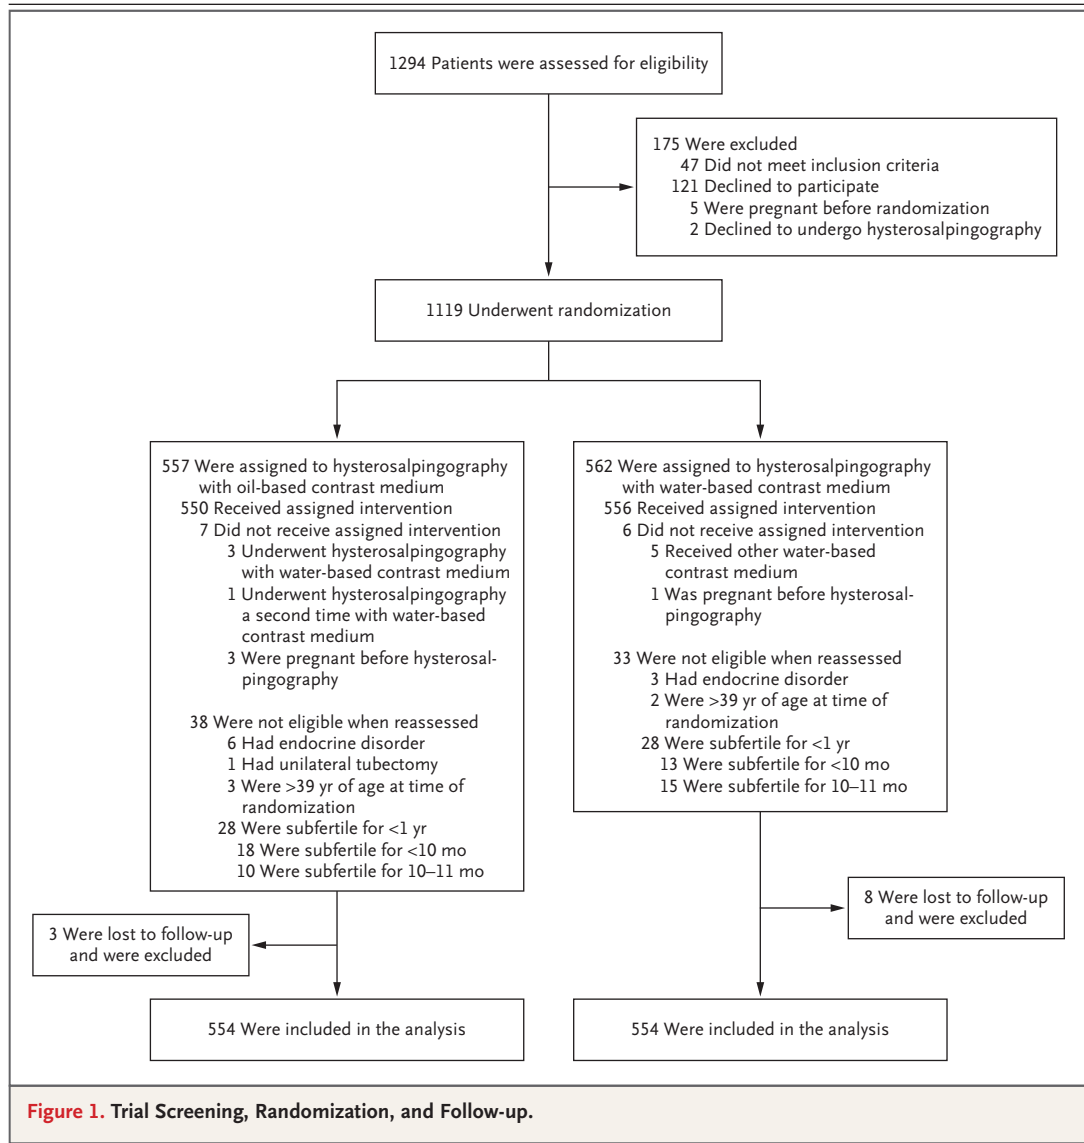 1294 Patients were assessed for eligibility
175 Were excluded
47 Did not meet inclusion criteria
121 Declined to participate
5 Were pregnant before randomization
2 Declined to undergo hysterosalpingography
1119 Underwent randomization
557 Were assigned to hysterosalpingography
with oil-based contrast medium
550 Received assigned intervention
7 Did not receive assigned intervention
3 Underwent hysterosalpingography
with water-based contrast medium
1 Underwent hysterosalpingography
a second time with water-based
contrast medium
3 Were pregnant before hysterosal-
pingography
38 Were not eligible when reassessed
6 Had endocrine disorder
1 Had unilateral tubectomy
3 Were >39 yr of age at time of
randomization
28 Were subfertile for <1 yr
18 Were subfertile for <10 mo
10 Were subfertile for 10–11 mo
562 Were assigned to hysterosalpingography
with water-based contrast medium
556 Received assigned intervention
6 Did not receive assigned intervention
5 Received other water-based
contrast medium
1 Was pregnant before hysterosal-
pingography
33 Were not eligible when reassessed
3 Had endocrine disorder
2 Were >39 yr of age at time of
randomization
28 Were subfertile for <1 yr
13 Were subfertile for <10 mo
15 Were subfertile for 10–11 mo
3 Were lost to follow-up
and were excluded
8 Were lost to follow-up
and were excluded
554 Were included in the analysis
554 Were included in the analysis
Figure 1. Trial Screening, Randomization, and Follow-up.